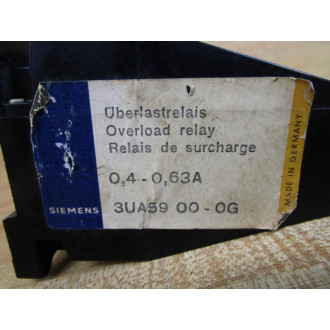 Überlastrelais
Overload relay
Relais de surcharge
0,4-0,63A
SIEMENS
3UA59 00-0G
MADE IN GERMANY